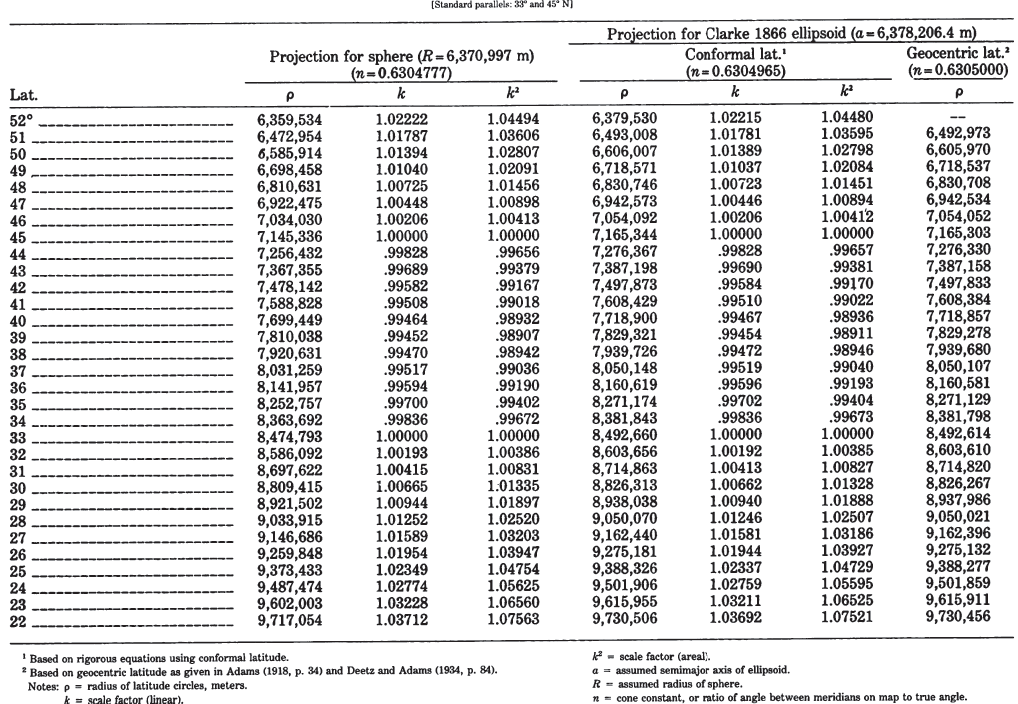 [Standard parallels: 33° and 45° N]
Projection for Clarke 1866 ellipsoid (a=6,378,206.4 m)
Projection for sphere (R=6,370,997 m) Conformal lat.¹ Geocentric lat.²
(n=0.6304777) (n=0.6304965) (n=0.6305000)
Lat. ρ k k² ρ k k² ρ
52° 6,359,534 1.02222 1.04494 6,379,530 1.02215 1.04480 --
51 6,472,954 1.01787 1.03606 6,493,008 1.01781 1.03595 6,492,973
50 6,585,914 1.01394 1.02807 6,606,007 1.01389 1.02798 6,605,970
49 6,698,458 1.01040 1.02091 6,718,571 1.01037 1.02084 6,718,537
48 6,810,631 1.00725 1.01456 6,830,746 1.00723 1.01451 6,830,708
47 6,922,475 1.00448 1.00898 6,942,573 1.00446 1.00894 6,942,534
46 7,034,030 1.00206 1.00413 7,054,092 1.00206 1.00412 7,054,052
45 7,145,336 1.00000 1.00000 7,165,344 1.00000 1.00000 7,165,303
44 7,256,432 .99828 .99656 7,276,367 .99828 .99657 7,276,330
43 7,367,355 .99689 .99379 7,387,198 .99690 .99381 7,387,158
42 7,478,142 .99582 .99167 7,497,873 .99584 .99170 7,497,833
41 7,588,828 .99508 .99018 7,608,429 .99510 .99022 7,608,384
40 7,699,449 .99464 .98932 7,718,900 .99467 .98936 7,718,857
39 7,810,038 .99452 .98907 7,829,321 .99454 .98911 7,829,278
38 7,920,631 .99470 .98942 7,939,726 .99472 .98946 7,939,680
37 8,031,259 .99517 .99036 8,050,148 .99519 .99040 8,050,107
36 8,141,957 .99594 .99190 8,160,619 .99596 .99193 8,160,581
35 8,252,757 .99700 .99402 8,271,174 .99702 .99404 8,271,129
34 8,363,692 .99836 .99672 8,381,843 .99836 .99673 8,381,798
33 8,474,793 1.00000 1.00000 8,492,660 1.00000 1.00000 8,492,614
32 8,586,092 1.00193 1.00386 8,603,656 1.00192 1.00385 8,603,610
31 8,697,622 1.00415 1.00831 8,714,863 1.00413 1.00827 8,714,820
30 8,809,415 1.00665 1.01335 8,826,313 1.00662 1.01328 8,826,267
29 8,921,502 1.00944 1.01897 8,938,038 1.00940 1.01888 8,937,986
28 9,033,915 1.01252 1.02520 9,050,070 1.01246 1.02507 9,050,021
27 9,146,686 1.01589 1.03203 9,162,440 1.01581 1.03186 9,162,396
26 9,259,848 1.01954 1.03947 9,275,181 1.01944 1.03927 9,275,132
25 9,373,433 1.02349 1.04754 9,388,326 1.02337 1.04729 9,388,277
24 9,487,474 1.02774 1.05625 9,501,906 1.02759 1.05595 9,501,859
23 9,602,003 1.03228 1.06560 9,615,955 1.03211 1.06525 9,615,911
22 9,717,054 1.03712 1.07563 9,730,506 1.03692 1.07521 9,730,456
¹ Based on rigorous equations using conformal latitude.
² Based on geocentric latitude as given in Adams (1918, p. 34) and Deetz and Adams (1934, p. 84).
Notes: ρ = radius of latitude circles, meters.
k = scale factor (linear).
k² = scale factor (areal).
a = assumed semimajor axis of ellipsoid.
R = assumed radius of sphere.
n = cone constant, or ratio of angle between meridians on map to true angle.